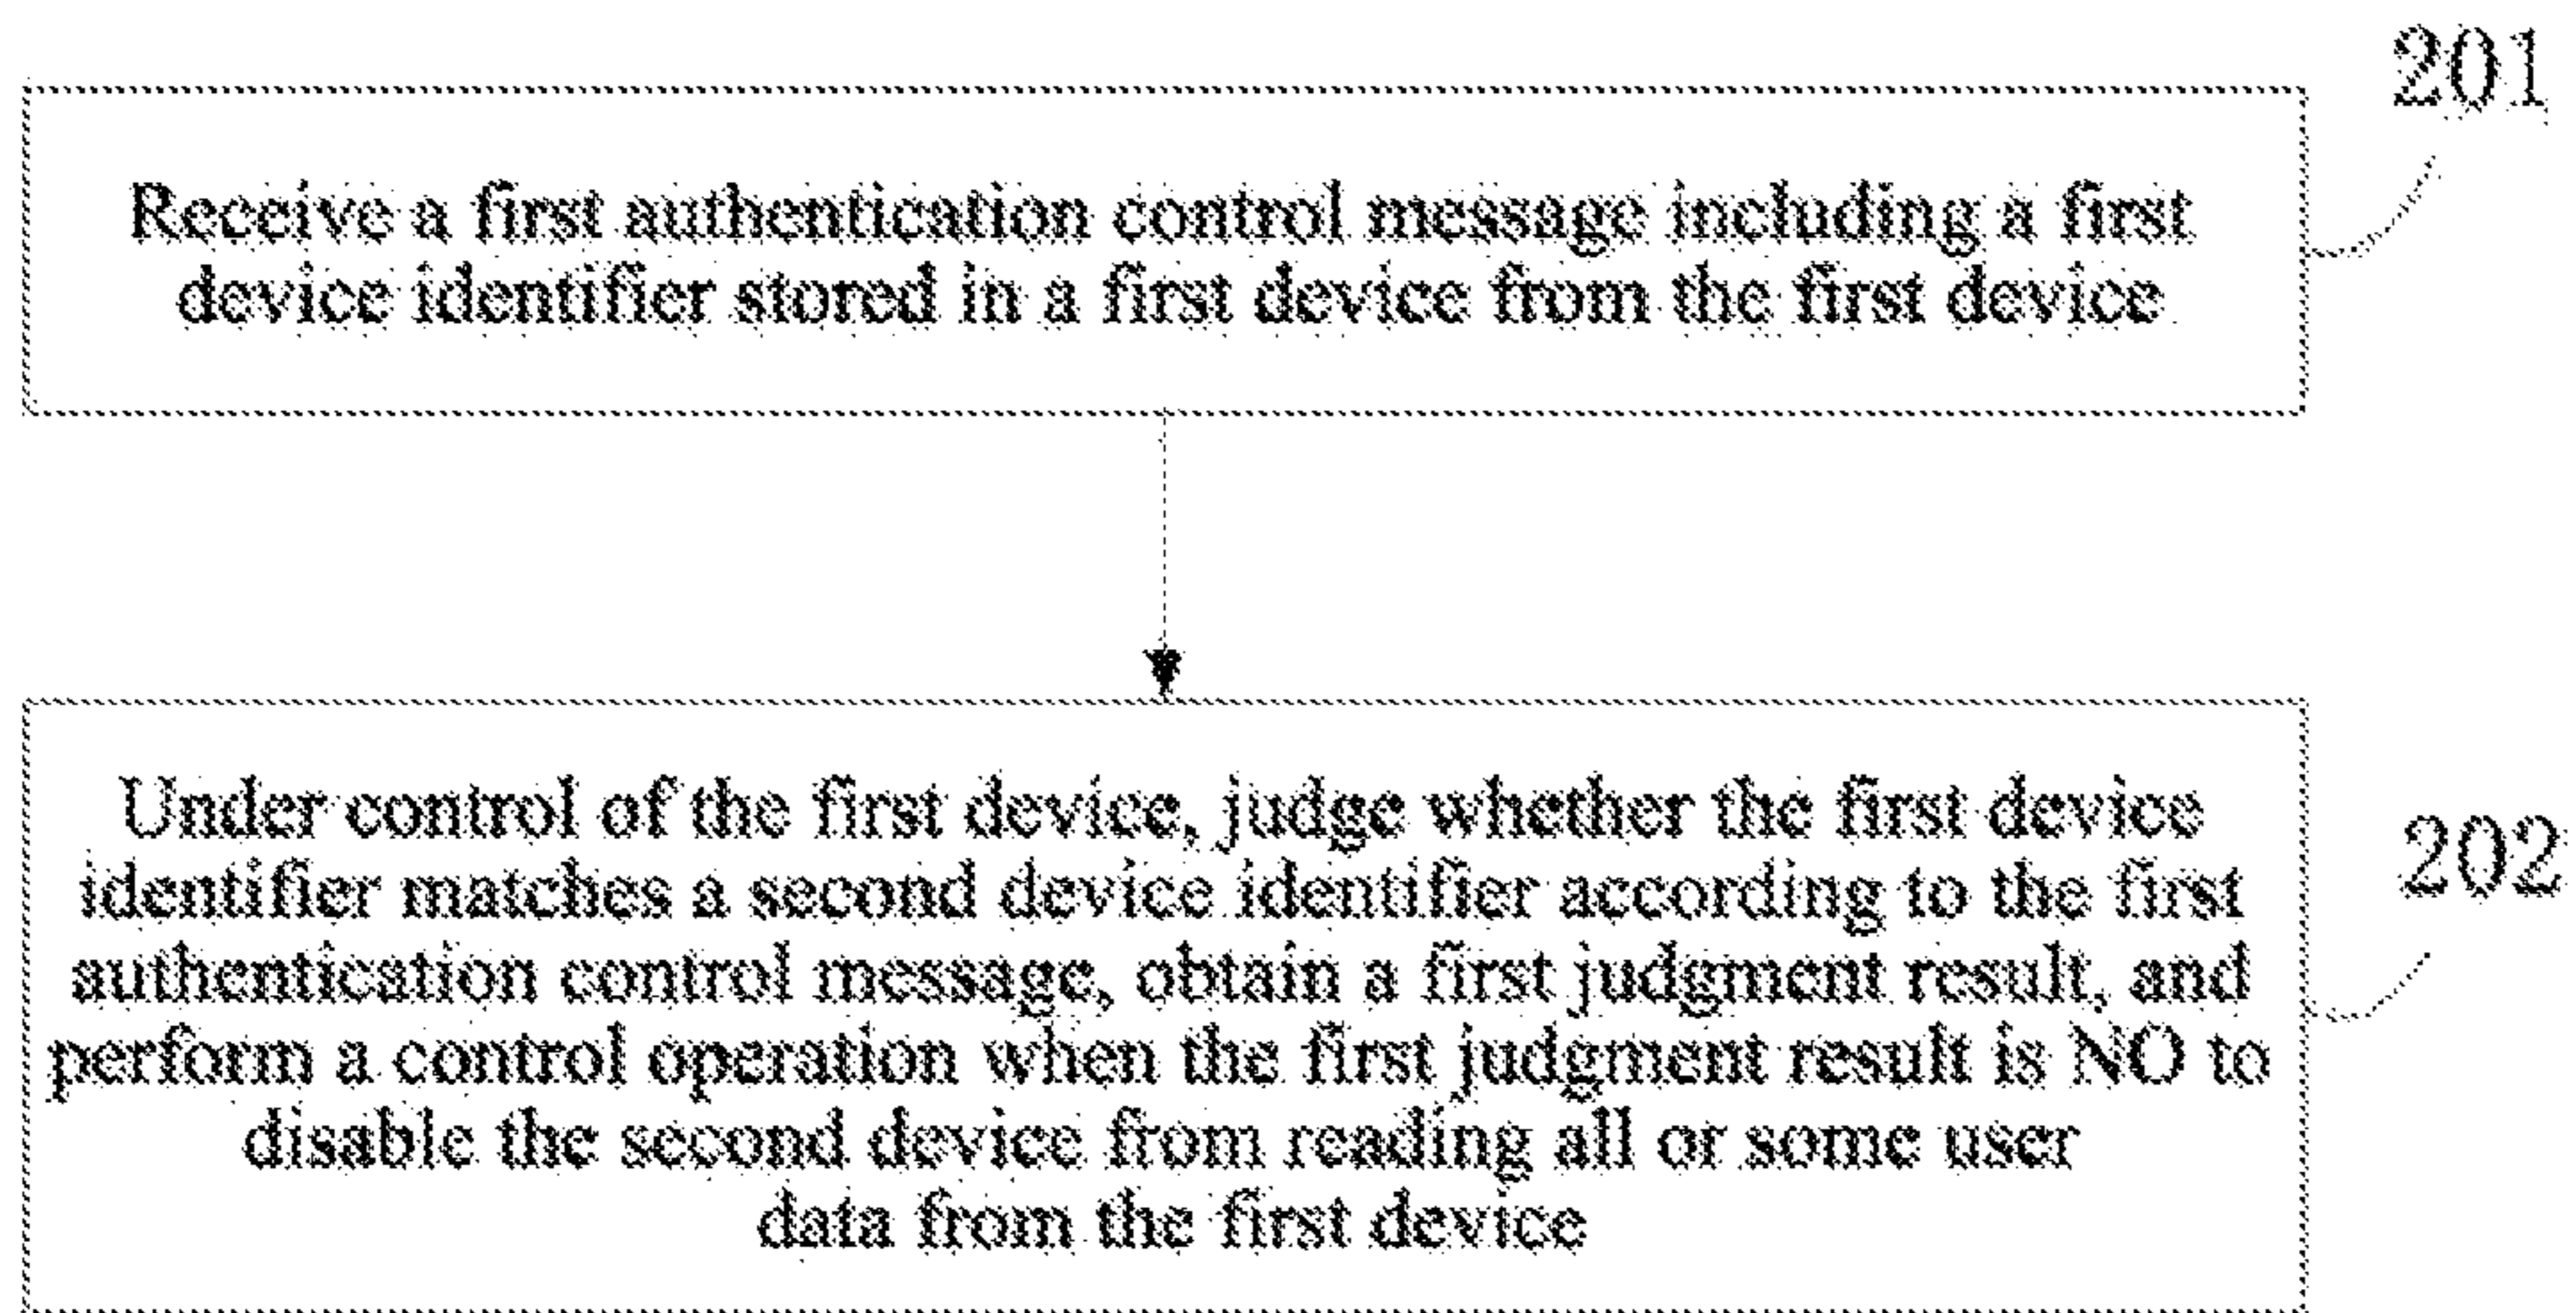 201
Receive a first authentication control message including a first
device identifier stored in a first device from the first device
Under control of the first device, judge whether the first device
identifier matches a second device identifier according to the first
202
authentication control message, obtain a first judgment result, and
perform a control operation when the first judgment result is NO to
disable the second device from reading all or some user
data from the first device